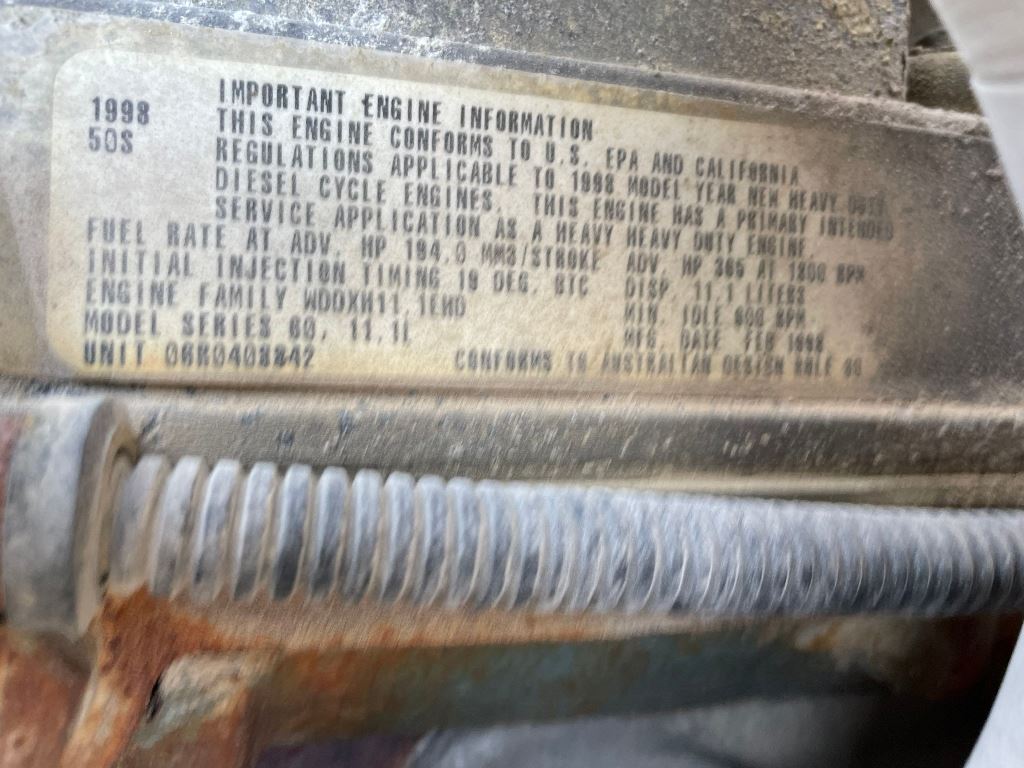 1998
50S
IMPORTANT ENGINE INFORMATION
THIS ENGINE CONFORMS TO U.S. EPA AND CALIFORNIA
REGULATIONS APPLICABLE TO 1998 MODEL YEAR NEW HEAVY DUTY
DIESEL CYCLE ENGINES. THIS ENGINE HAS A PRIMARY INTENDED
SERVICE APPLICATION AS A HEAVY HEAVY DUTY ENGINE.
FUEL RATE AT ADV. HP 194.0 MM3/STROKE ADV. HP 365 AT 1800 RPM
INITIAL INJECTION TIMING 19 DEG. BTC DISP. 11.1 LITERS
ENGINE FAMILY WDDXH11.1EHD MIN. IDLE 600 RPM
MODEL SERIES 60, 11.1L MFG. DATE FEB 1998
UNIT CONFORMS TO AUSTRALIAN DESIGN RULE